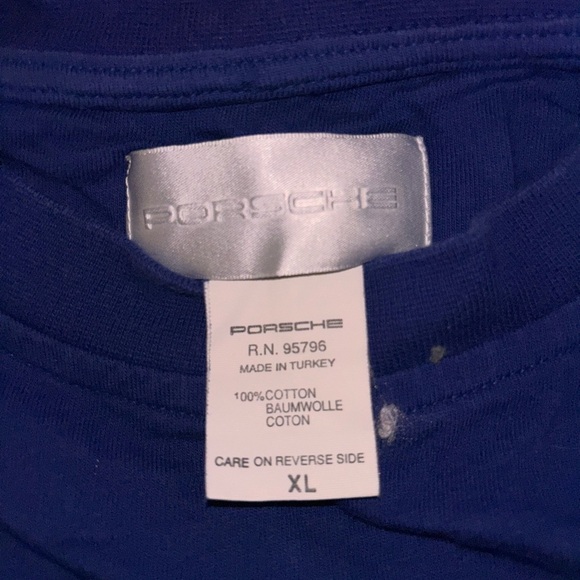 PORSCHE
PORSCHE
R.N. 95796
MADE IN TURKEY
100% COTTON
BAUMWOLLE
COTON
CARE ON REVERSE SIDE
XL